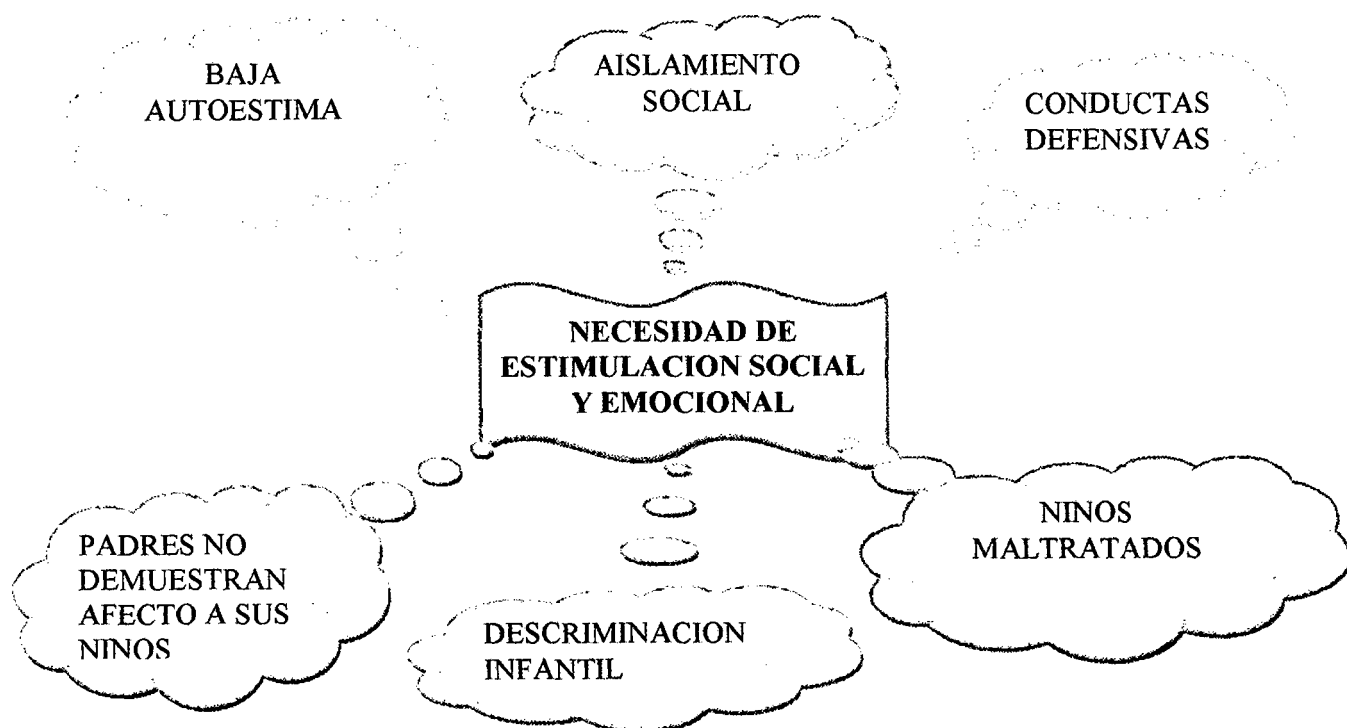 BAJA
AUTOESTIMA
AISLAMIENTO
SOCIAL
CONDUCTAS
DEFENSIVAS
NECESIDAD DE
ESTIMULACION SOCIAL
Y EMOCIONAL
PADRES NO
DEMUESTRAN
AFECTO A SUS
NINOS
DESCRIMINACION
INFANTIL
NINOS
MALTRATADOS